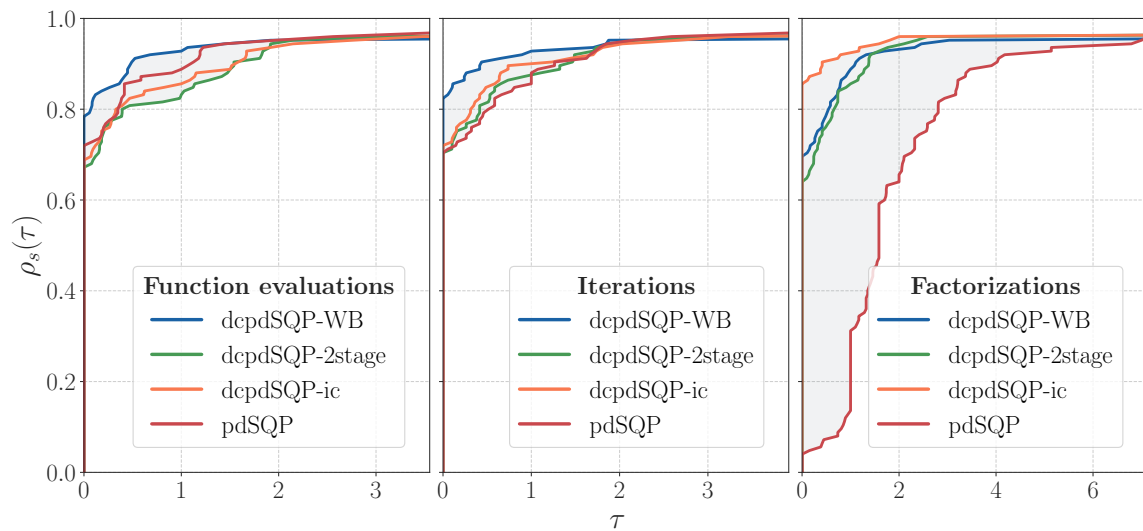 ρ_s(τ)
1.0
0.8
0.6
0.4
0.2
0.0
Function evaluations
dcpdSQP-WB
dcpdSQP-2stage
dcpdSQP-ic
pdSQP
0 1 2 3
Iterations
dcpdSQP-WB
dcpdSQP-2stage
dcpdSQP-ic
pdSQP
0 1 2 3
Factorizations
dcpdSQP-WB
dcpdSQP-2stage
dcpdSQP-ic
pdSQP
0 2 4 6
τ